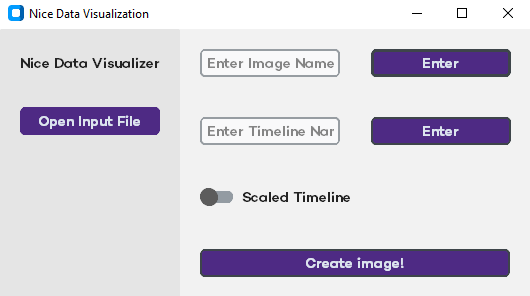 Nice Data Visualization
Nice Data Visualizer
Open Input File
Enter Image Name
Enter
Enter Timeline Nar
Enter
Scaled Timeline
Create image!